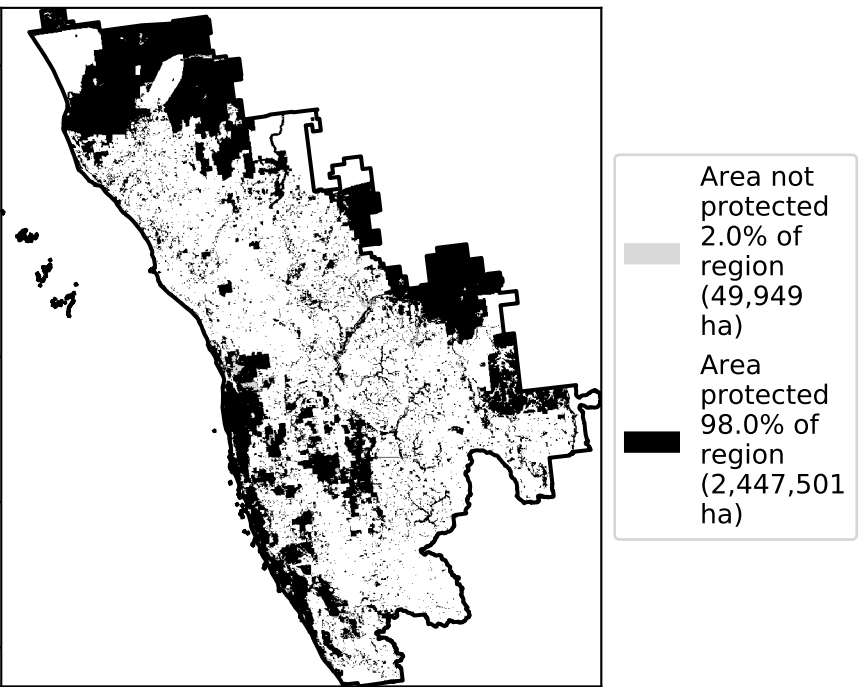 Area not
protected
2.0% of
region
(49,949
ha)
Area
protected
98.0% of
region
(2,447,501
ha)